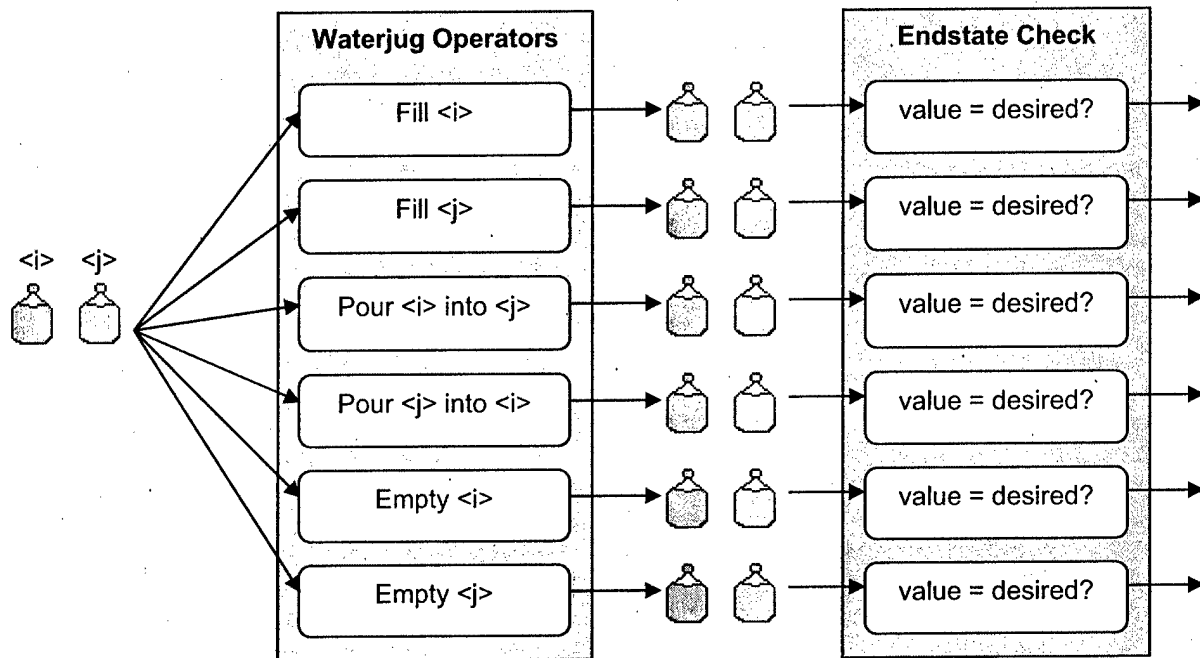 Waterjug Operators
Endstate Check
Fill <i>
value = desired?
Fill <j>
value = desired?
<i> <j>
Pour <i> into <j>
value = desired?
Pour <j> into <i>
value = desired?
Empty <i>
value = desired?
Empty <j>
value = desired?